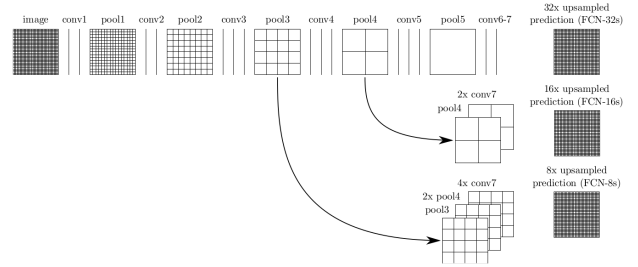 image conv1 pool1 conv2 pool2 conv3 pool3 conv4 pool4 conv5 pool5 conv6-7
32x upsampled
prediction (FCN-32s)
2x conv7
pool4
16x upsampled
prediction (FCN-16s)
4x conv7
2x pool4
pool3
8x upsampled
prediction (FCN-8s)